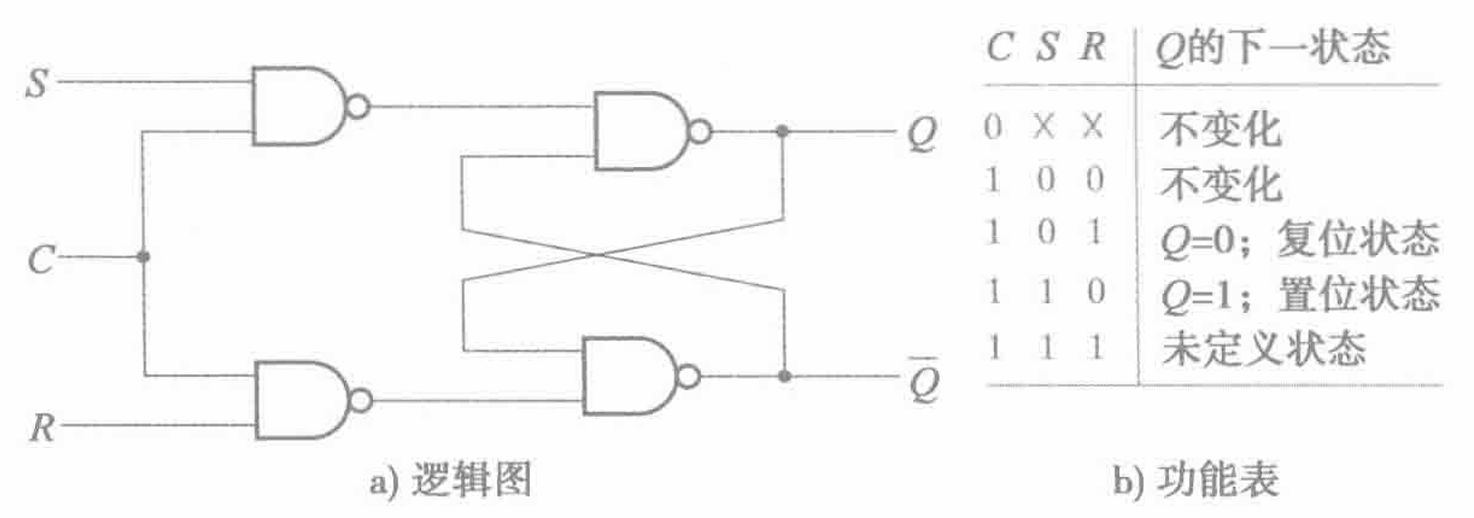 S
C
R
Q
Q̅
a) 逻辑图
C S R Q的下一状态
0 X X 不变化
1 0 0 不变化
1 0 1 Q=0；复位状态
1 1 0 Q=1；置位状态
1 1 1 未定义状态
b) 功能表